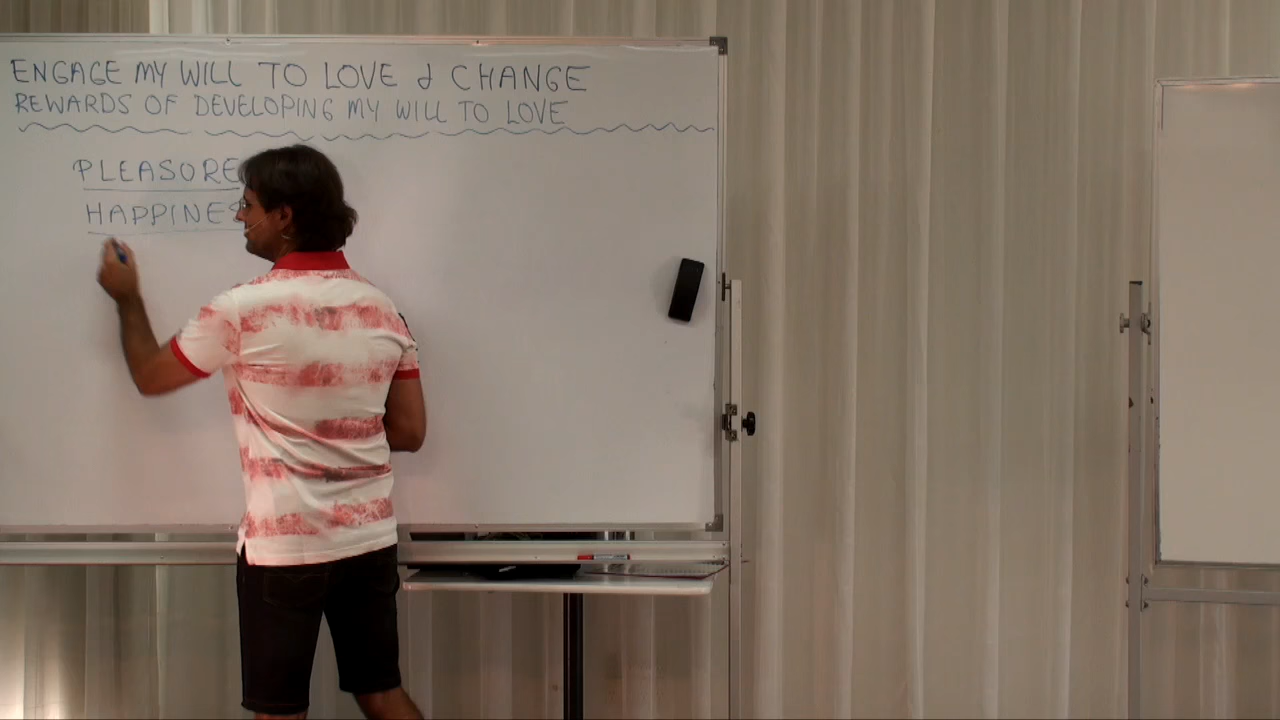 ENGAGE MY WILL TO LOVE & CHANGE
REWARDS OF DEVELOPING MY WILL TO LOVE
PLEASURE
HAPPINES